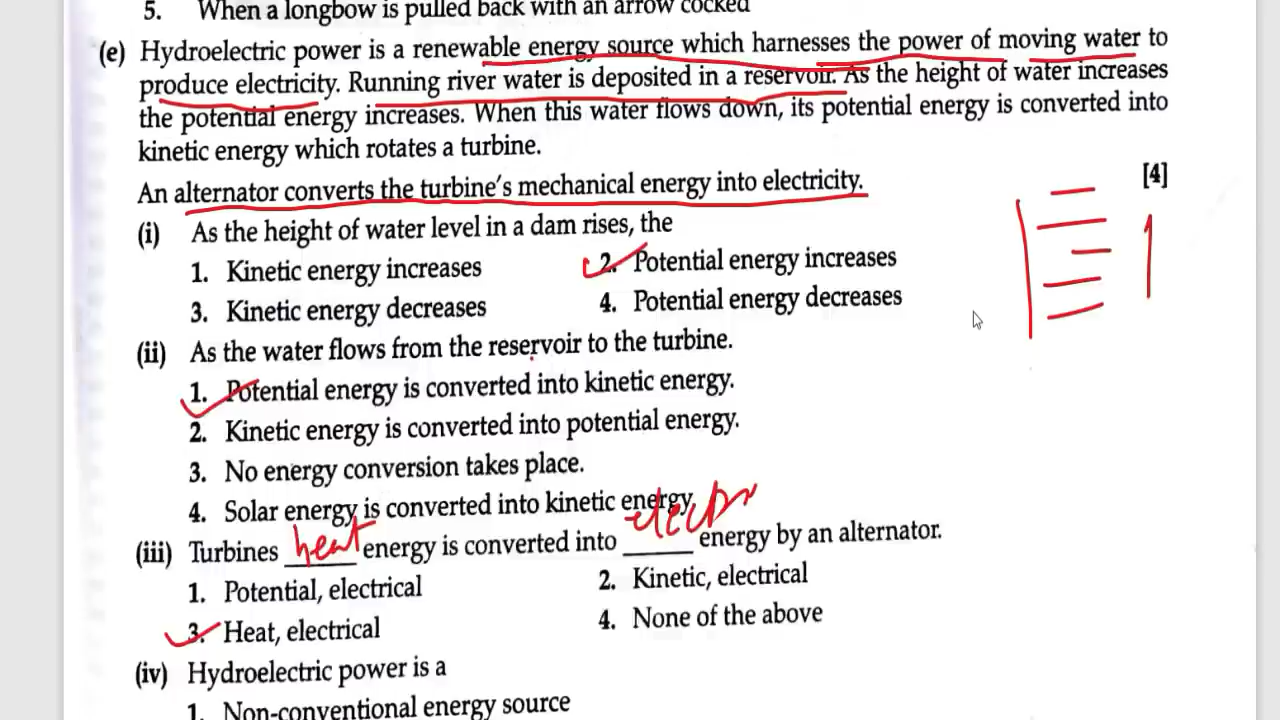 5. When a longbow is pulled back with an arrow cocked
(e) Hydroelectric power is a renewable energy source which harnesses the power of moving water to
produce electricity. Running river water is deposited in a reservoir. As the height of water increases
the potential energy increases. When this water flows down, its potential energy is converted into
kinetic energy which rotates a turbine.
An alternator converts the turbine's mechanical energy into electricity. [4]
(i) As the height of water level in a dam rises, the
1. Kinetic energy increases 2. Potential energy increases
3. Kinetic energy decreases 4. Potential energy decreases
(ii) As the water flows from the reservoir to the turbine.
1. Potential energy is converted into kinetic energy.
2. Kinetic energy is converted into potential energy.
3. No energy conversion takes place.
4. Solar energy is converted into kinetic energy.
(iii) Turbines heat energy is converted into _____ energy by an alternator.
1. Potential, electrical 2. Kinetic, electrical
3. Heat, electrical 4. None of the above
(iv) Hydroelectric power is a
1. Non-conventional energy source